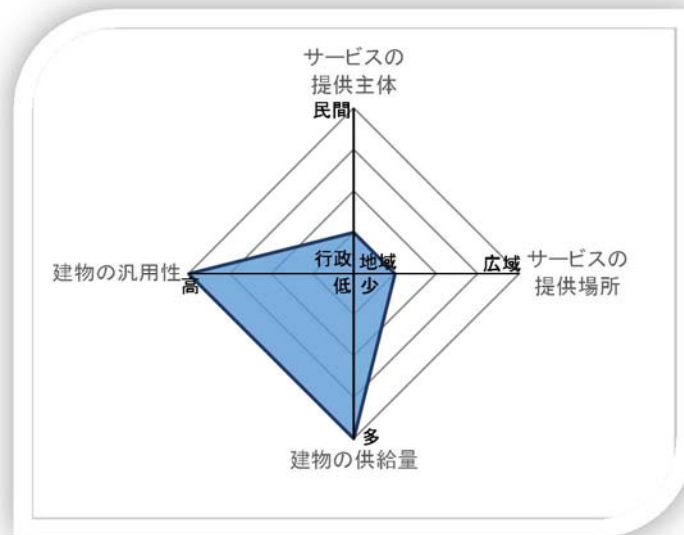 サービスの
提供主体
民間
行政 地域
広域
サービスの
提供場所
建物の汎用性
高
低 少
多
建物の供給量